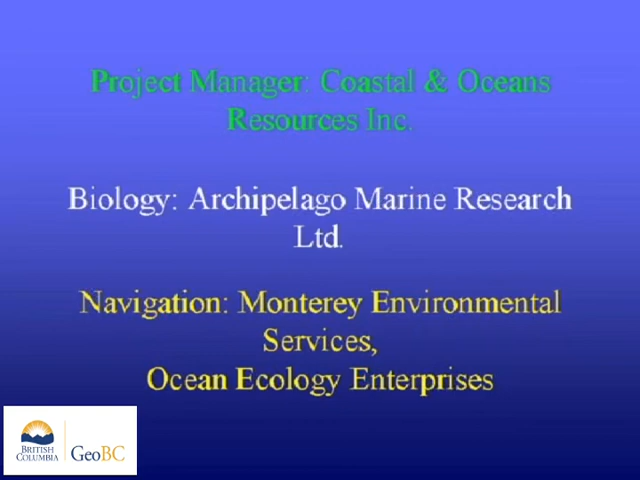 Project Manager: Coastal & Oceans
Resources Inc.
Biology: Archipelago Marine Research
Ltd.
Navigation: Monterey Environmental
Services,
Ocean Ecology Enterprises
BRITISH
COLUMBIA
GeoBC